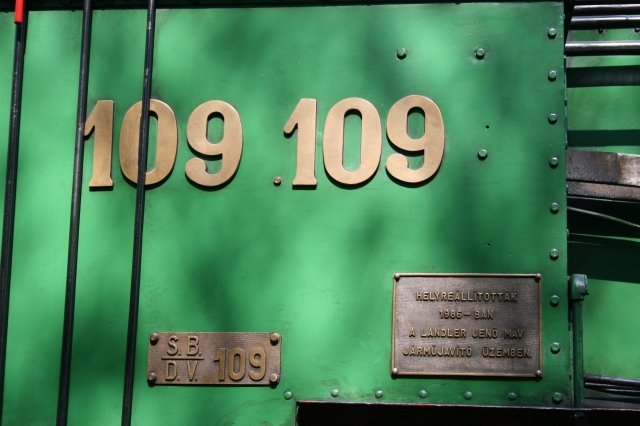 109.109
S.B.
D.V. 109
HELYREÁLLÍTOTTÁK
1986-BAN
A LANDLER JENŐ MÁV
JÁRMŰJAVÍTÓ ÜZEMBEN.